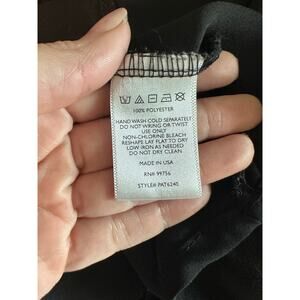 100% POLYESTER
HAND WASH COLD SEPARATELY
DO NOT WRING OR TWIST
USE ONLY
NON-CHLORINE BLEACH
RESHAPE LAY FLAT TO DRY
LOW IRON AS NEEDED
DO NOT DRY CLEAN
MADE IN USA
RN# 99756
STYLE# PAT6240